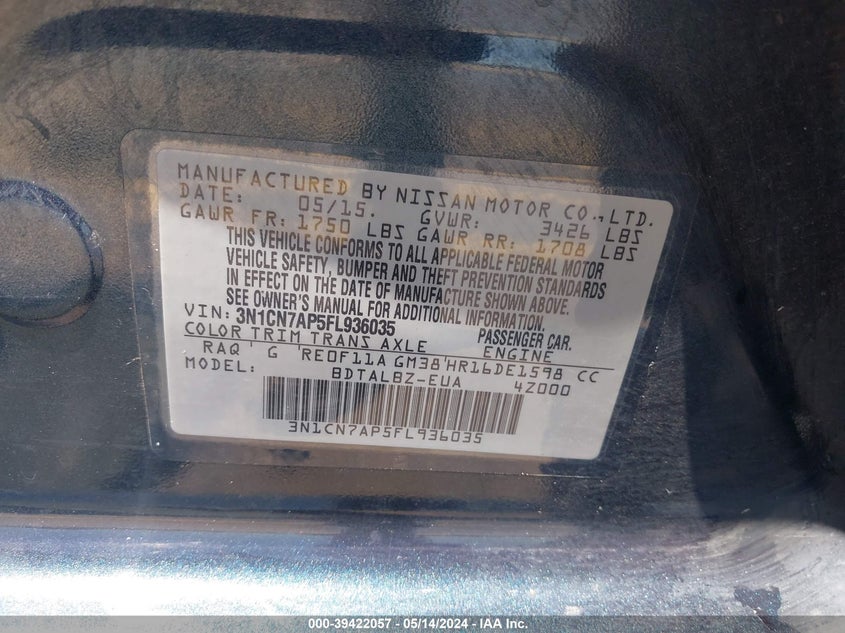 MANUFACTURED BY NISSAN MOTOR CO.,LTD.
DATE: 05/15. GVWR: 3426 LBS
GAWR FR: 1750 LBS GAWR RR: 1708 LBS
THIS VEHICLE CONFORMS TO ALL APPLICABLE FEDERAL MOTOR
VEHICLE SAFETY, BUMPER AND THEFT PREVENTION STANDARDS
IN EFFECT ON THE DATE OF MANUFACTURE SHOWN ABOVE.
SEE OWNER'S MANUAL FOR ADDITIONAL INFORMATION.
VIN: 3N1CN7AP5FL936035 PASSENGER CAR.
COLOR TRIM TRANS AXLE ENGINE
RAQ G RE0F11A GM38 HR16DE1598 CC
MODEL: BDTALBZ-EUA 4Z000
3N1CN7AP5FL936035
000-39422057 - 05/14/2024 - IAA Inc.